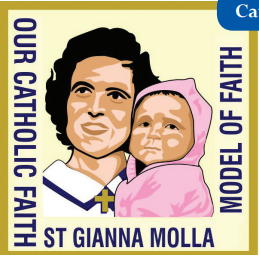 Ca
OUR CATHOLIC FAITH
MODEL OF FAITH
ST GIANNA MOLLA